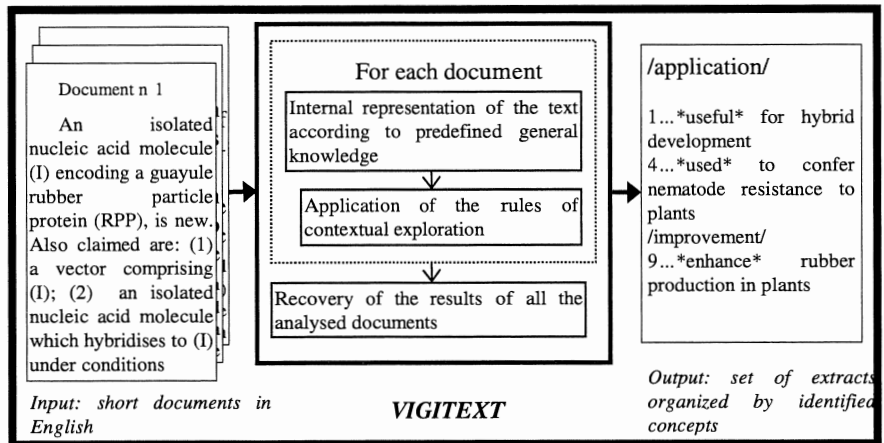 Document n 1
An isolated
nucleic acid molecule
(I) encoding a guayule
rubber particle
protein (RPP), is new.
Also claimed are: (1)
a vector comprising
(I); (2) an isolated
nucleic acid molecule
which hybridises to (I)
under conditions
Input: short documents in
English
For each document
Internal representation of the text
according to predefined general
knowledge
Application of the rules of
contextual exploration
Recovery of the results of all the
analysed documents
VIGITEXT
/application/
1...*useful* for hybrid
development
4...*used* to confer
nematode resistance to
plants
/improvement/
9...*enhance* rubber
production in plants
Output: set of extracts
organized by identified
concepts